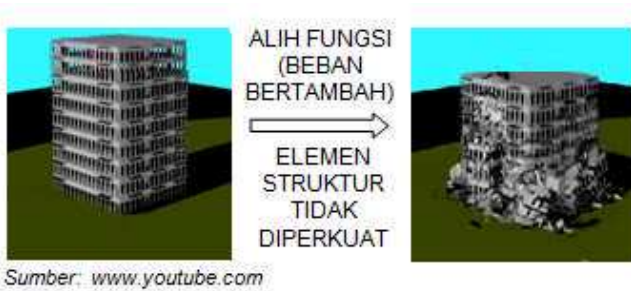 ALIH FUNGSI
(BEBAN
BERTAMBAH)
ELEMEN
STRUKTUR
TIDAK
DIPERKUAT
Sumber: www.youtube.com